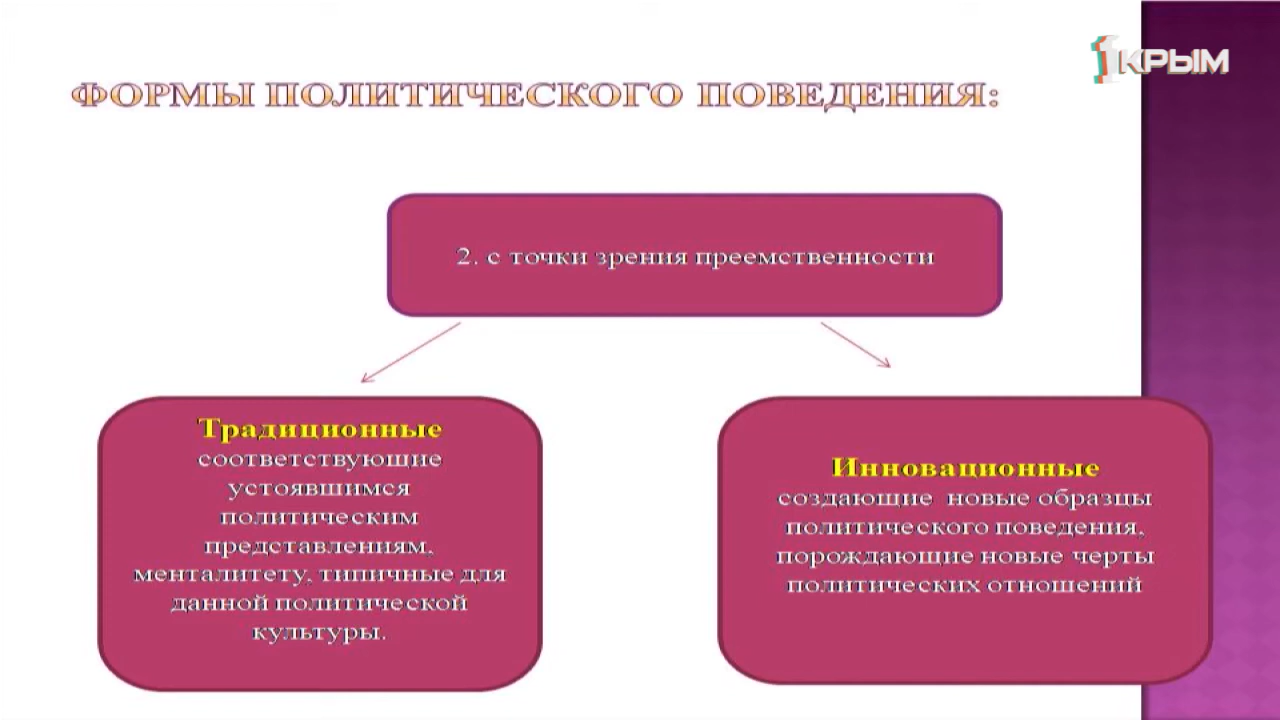 1КРЫМ
ФОРМЫ ПОЛИТИЧЕСКОГО ПОВЕДЕНИЯ:
2. с точки зрения преемственности
Традиционные
соответствующие
устоявшимся
политическим
представлениям,
менталитету, типичные для
данной политической
культуры.
Инновационные
создающие новые образцы
политического поведения,
порождающие новые черты
политических отношений